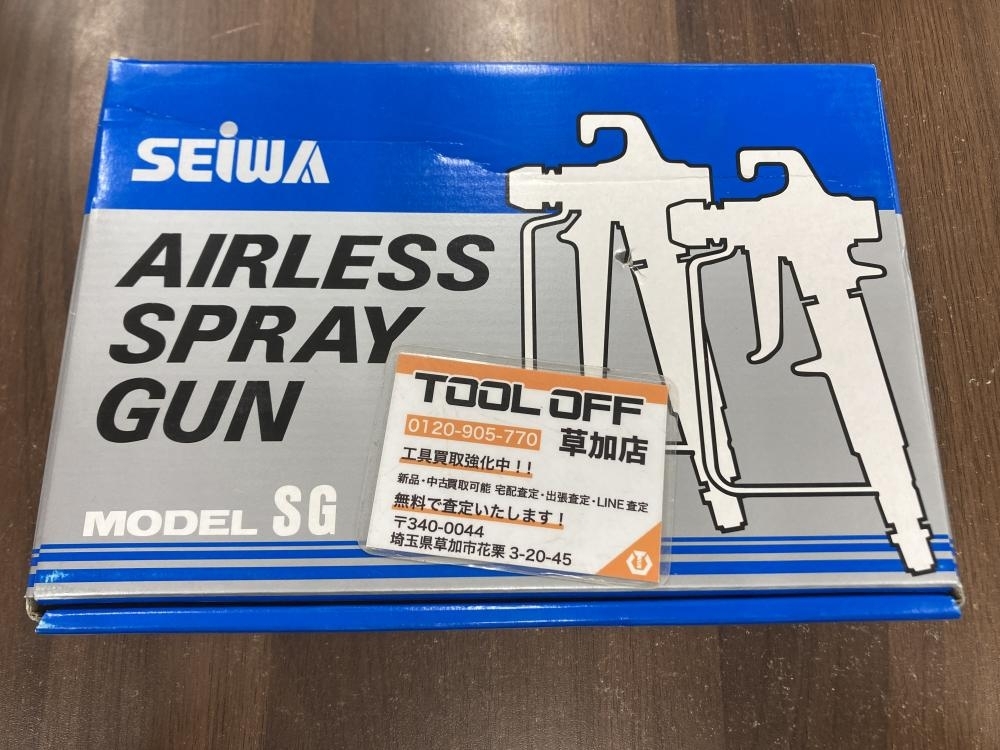 SEiWA
AIRLESS
SPRAY
GUN
MODEL SG
TOOL OFF
0120-905-770
草加店
工具買取強化中！！
新品・中古買取可能 宅配査定・出張査定・LINE査定
無料で査定いたします！
〒340-0044
埼玉県草加市花栗 3-20-45